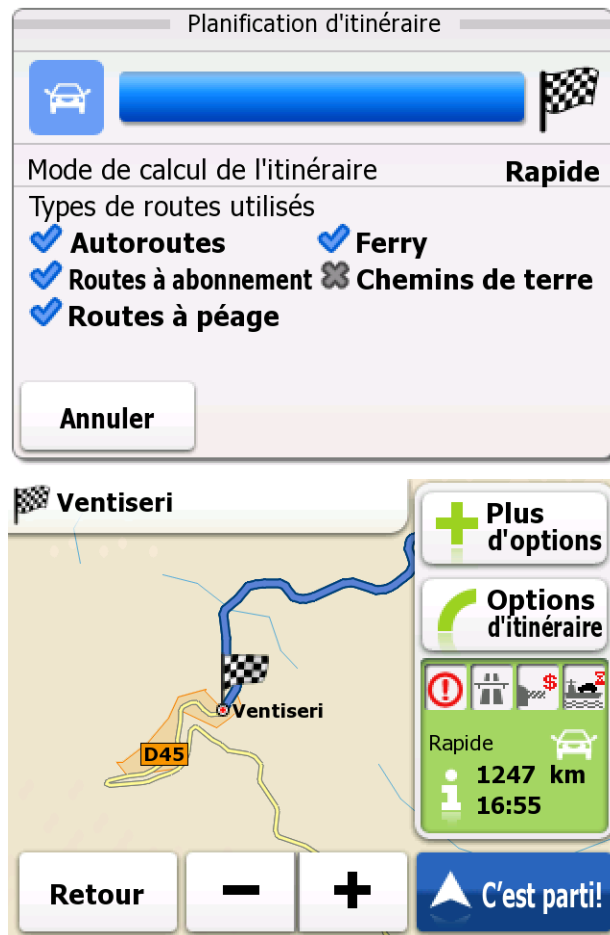 Planification d'itinéraire
Mode de calcul de l'itinéraire Rapide
Types de routes utilisés
Autoroutes Ferry
Routes à abonnement Chemins de terre
Routes à péage
Annuler
Ventiseri
Plus
d'options
Options
d'itinéraire
$
Ventiseri
D45
Rapide
1247 km
16:55
Retour
C'est parti!